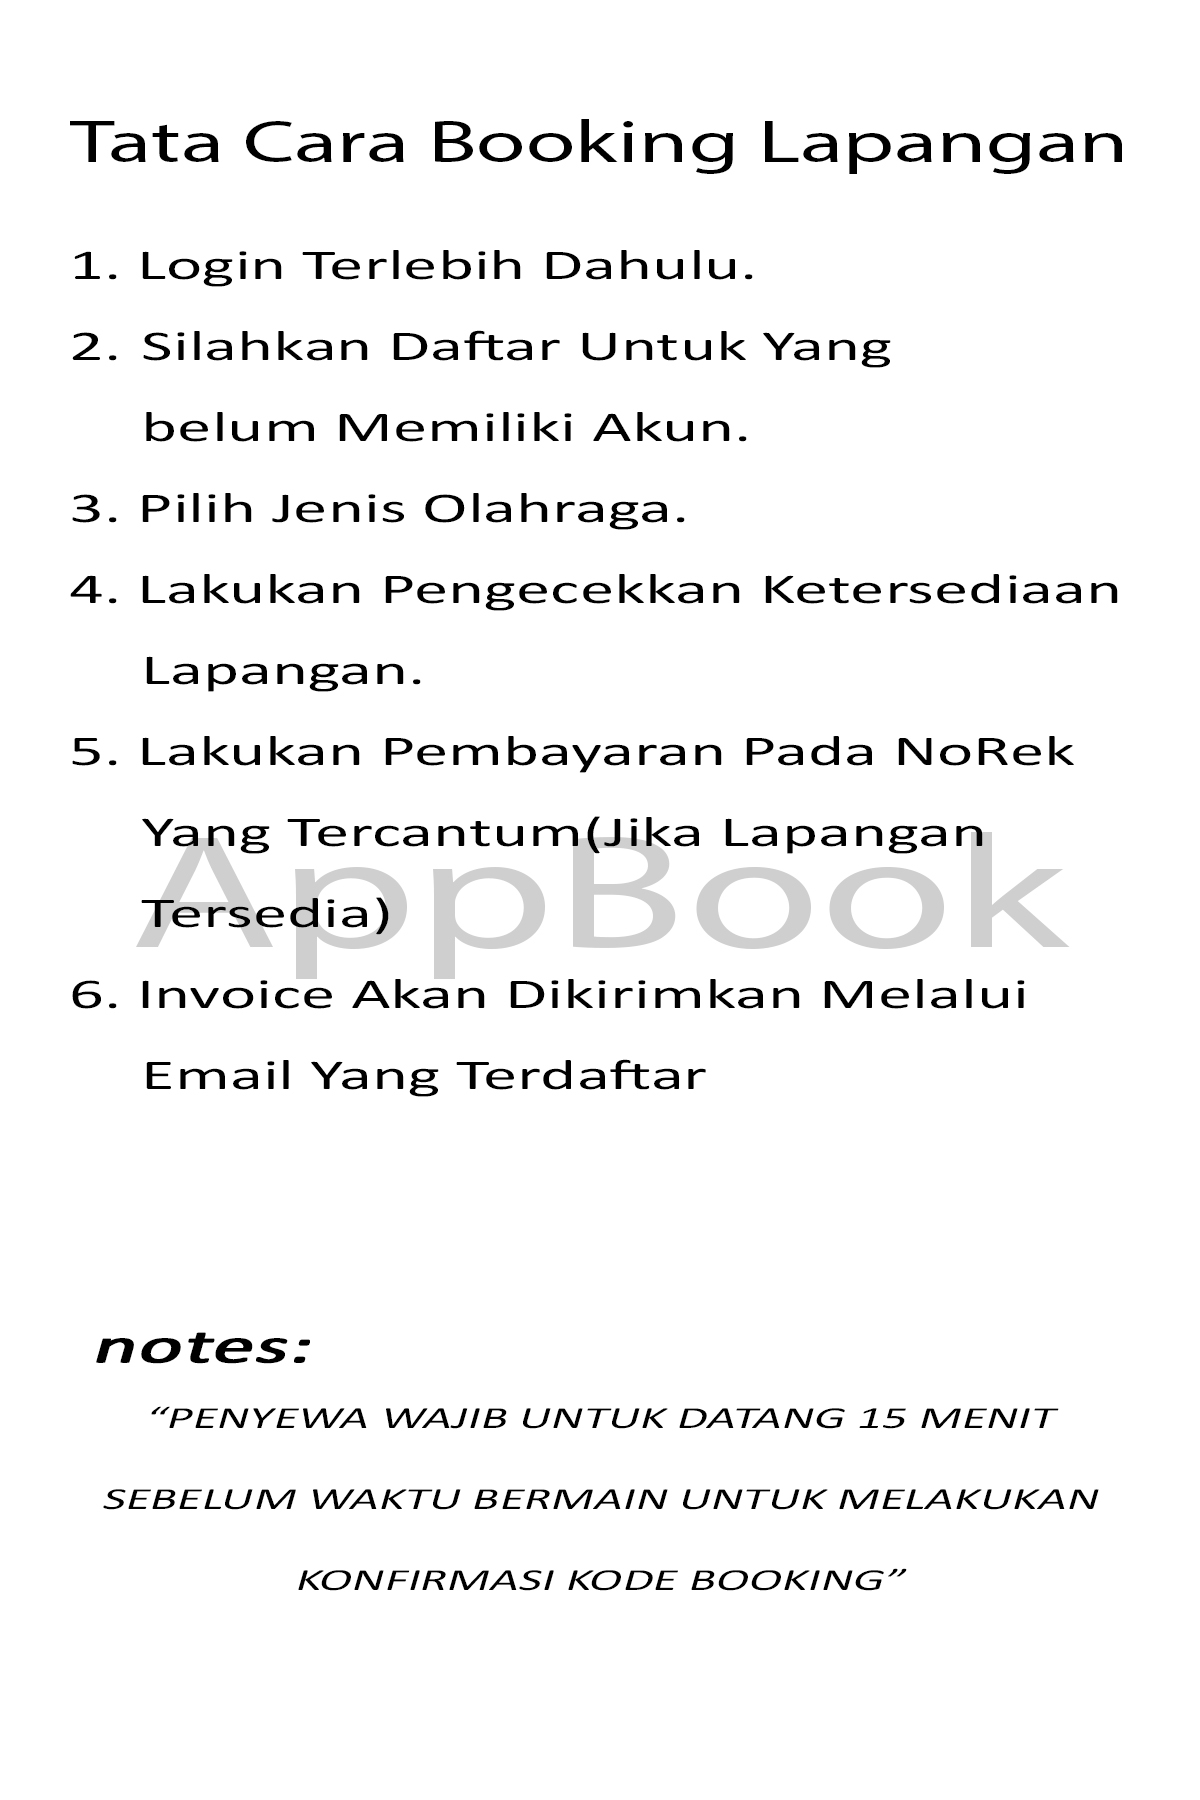 Tata Cara Booking Lapangan
1. Login Terlebih Dahulu.
2. Silahkan Daftar Untuk Yang
belum Memiliki Akun.
3. Pilih Jenis Olahraga.
4. Lakukan Pengecekkan Ketersediaan
Lapangan.
5. Lakukan Pembayaran Pada NoRek
Yang Tercantum(Jika Lapangan
Tersedia)
AppBook
6. Invoice Akan Dikirimkan Melalui
Email Yang Terdaftar
notes:
“PENYEWA WAJIB UNTUK DATANG 15 MENIT
SEBELUM WAKTU BERMAIN UNTUK MELAKUKAN
KONFIRMASI KODE BOOKING”